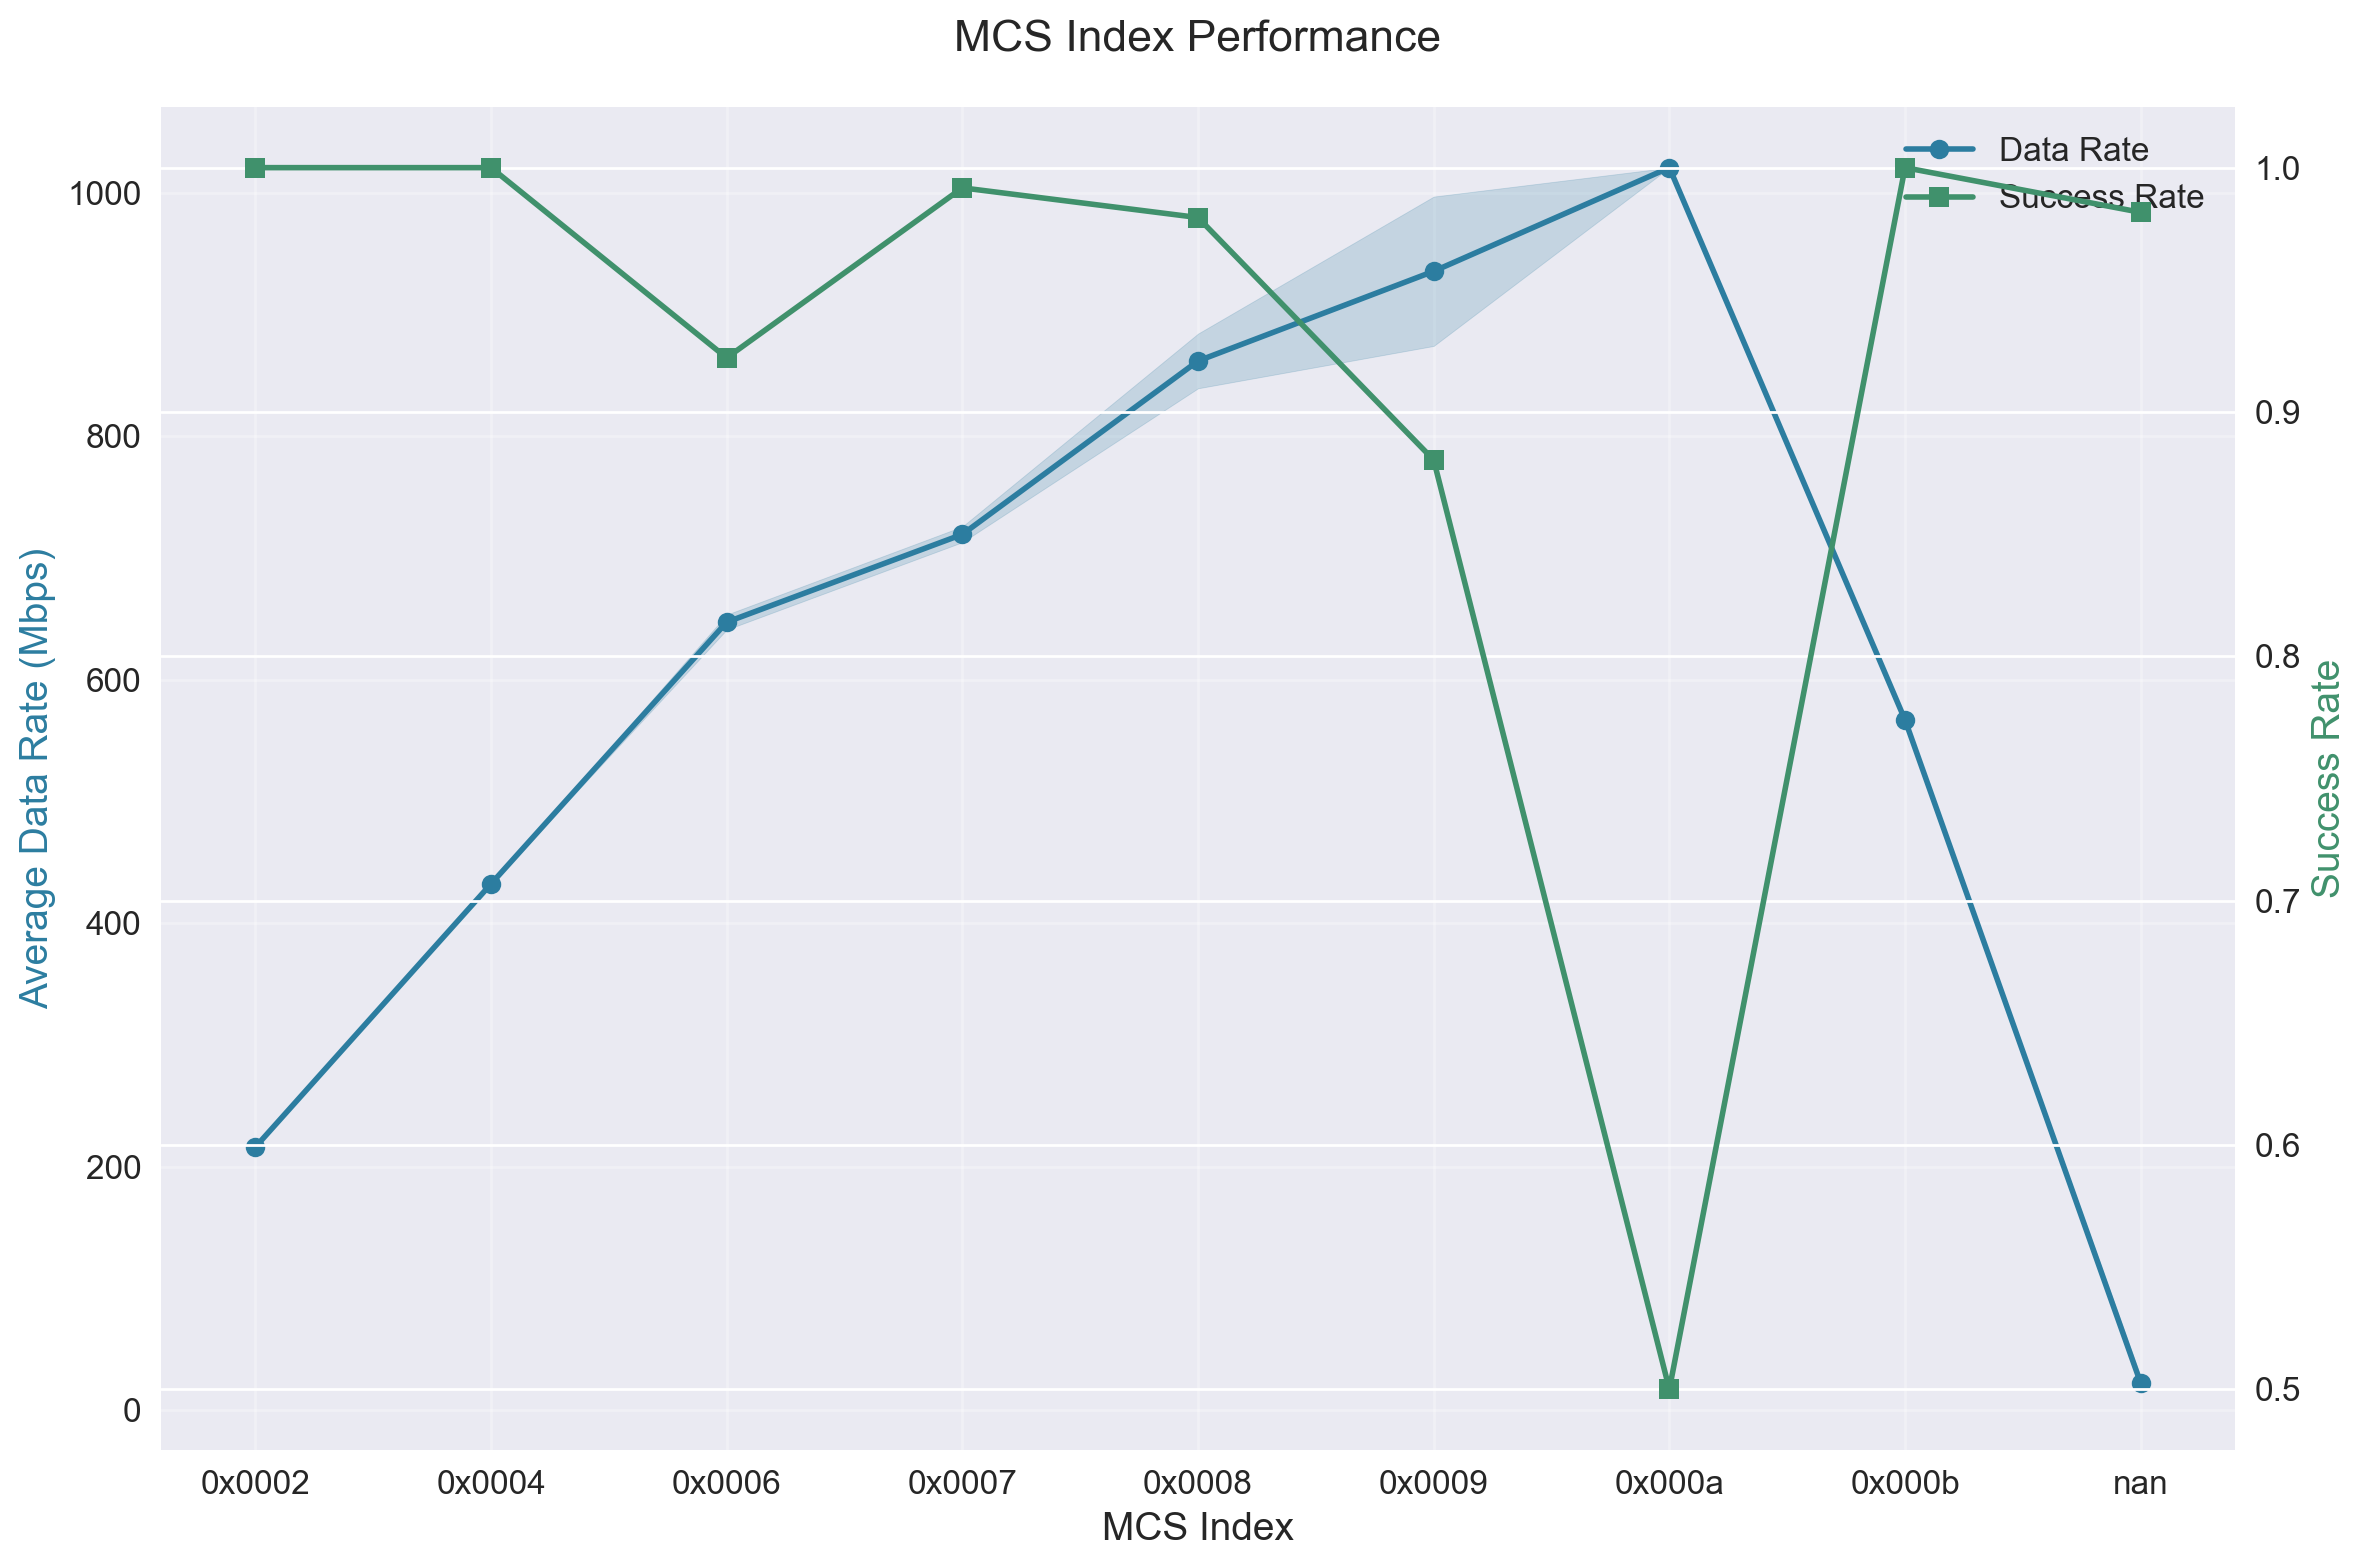 MCS Index Performance
Data Rate
Success Rate
1000
800
600
400
200
0
Average Data Rate (Mbps)
1.0
0.9
0.8
0.7
0.6
0.5
Success Rate
0x0002 0x0004 0x0006 0x0007 0x0008 0x0009 0x000a 0x000b nan
MCS Index